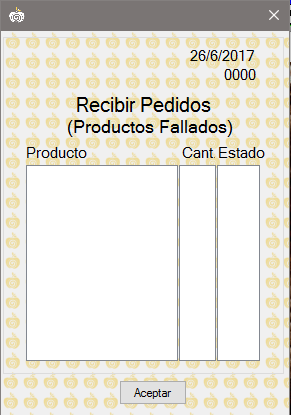 26/6/2017
0000
Recibir Pedidos
(Productos Fallados)
Producto Cant. Estado
Aceptar